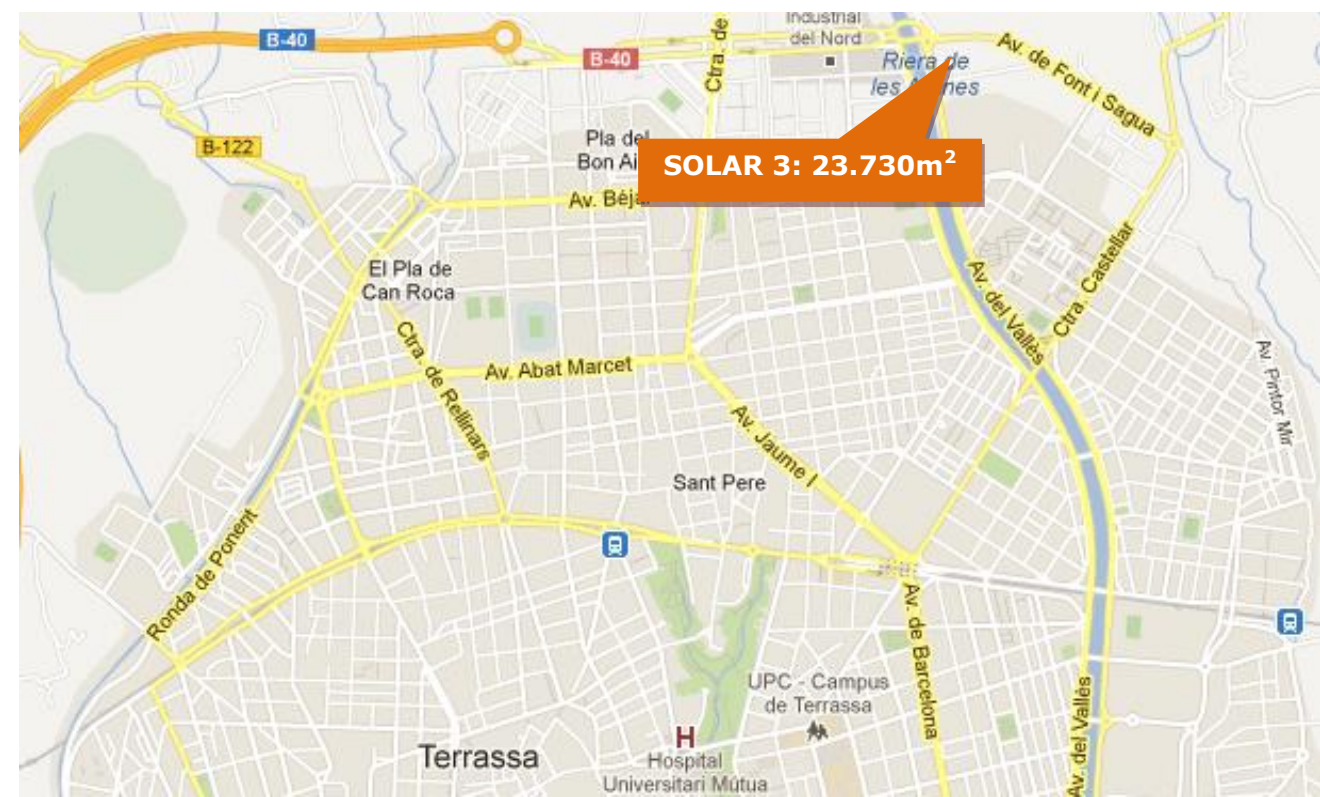 B-40
Industrial
del Nord
Ctra. de
B-40
Riera de
les
Av. de Font i Sagua
B-122
Pla del
Bon
SOLAR 3: 23.730m²
Av.
El Pla de
Can Roca
Ctra. Castellar
Av. del Vallès
Ctra. de Rellinars
Av. Abat Marcet
Av. Pintor Mir
Av. Jaume I
Sant Pere
Ronda de Ponent
Av. de Barcelona
UPC - Campus
de Terrassa
Av. del Vallès
H
Terrassa
Hospital
Universitari Mútua